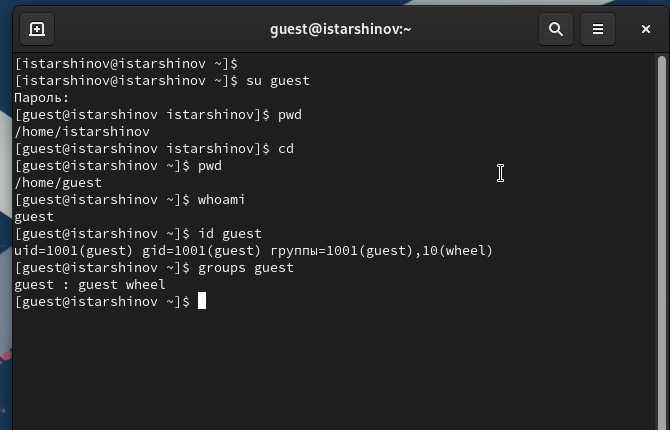 guest@istarshinov:~
[istarshinov@istarshinov ~]$
[istarshinov@istarshinov ~]$ su guest
Пароль:
[guest@istarshinov istarshinov]$ pwd
/home/istarshinov
[guest@istarshinov istarshinov]$ cd
[guest@istarshinov ~]$ pwd
/home/guest
[guest@istarshinov ~]$ whoami
guest
[guest@istarshinov ~]$ id guest
uid=1001(guest) gid=1001(guest) группы=1001(guest),10(wheel)
[guest@istarshinov ~]$ groups guest
guest : guest wheel
[guest@istarshinov ~]$